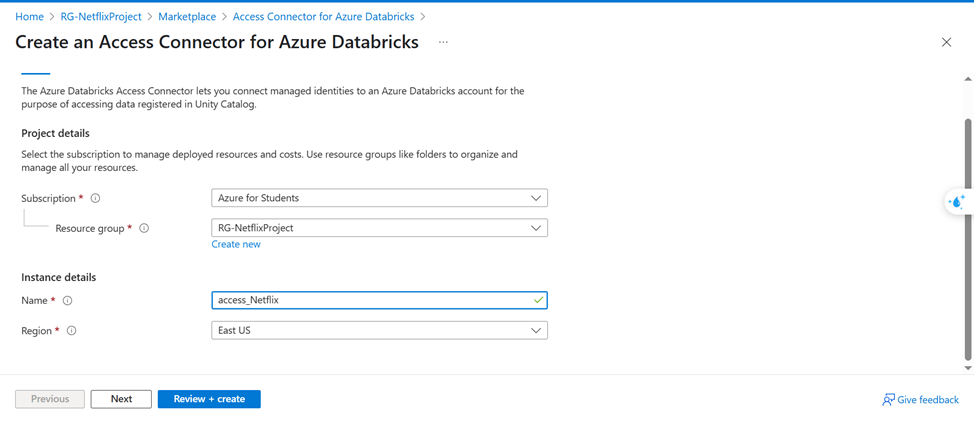 Home > RG-NetflixProject > Marketplace > Access Connector for Azure Databricks >
Create an Access Connector for Azure Databricks ...
The Azure Databricks Access Connector lets you connect managed identities to an Azure Databricks account for the
purpose of accessing data registered in Unity Catalog.
Project details
Select the subscription to manage deployed resources and costs. Use resource groups like folders to organize and
manage all your resources.
Subscription * Azure for Students
Resource group * RG-NetflixProject
Create new
Instance details
Name * access_Netflix
Region * East US
Previous Next Review + create Give feedback